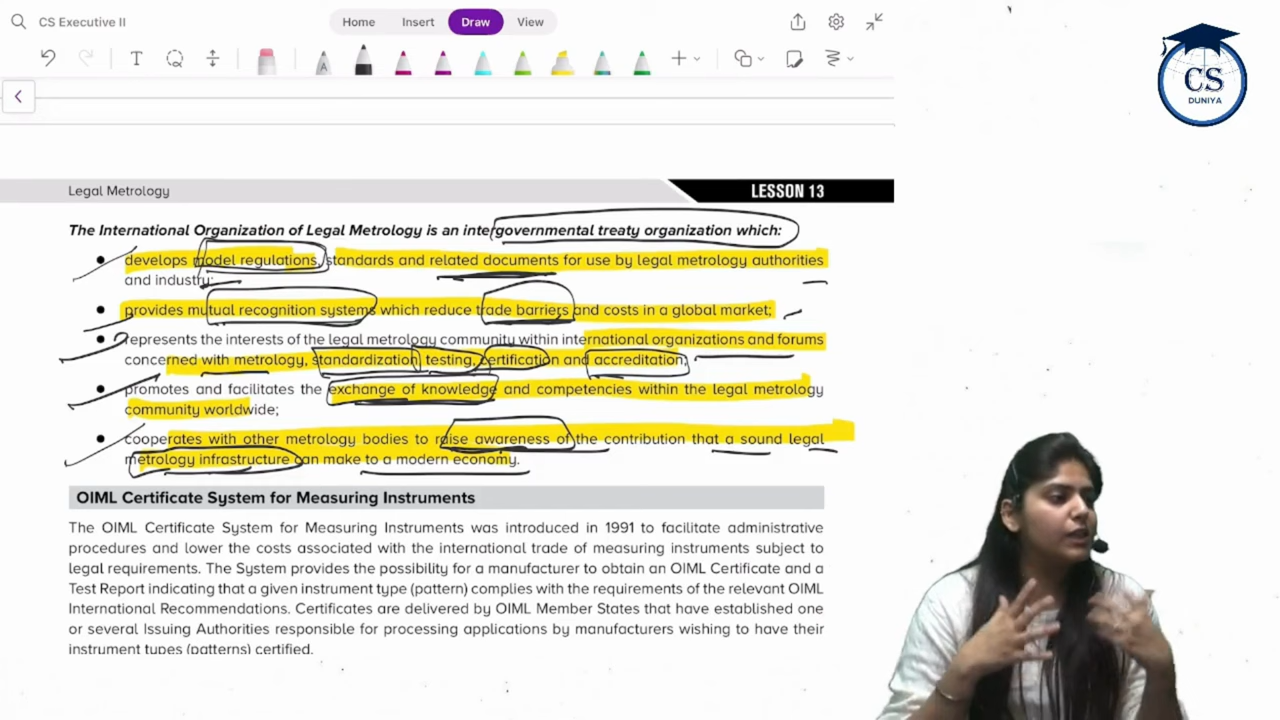 CS Executive II
Home Insert Draw View
T
A
CS
DUNIYA
Legal Metrology
LESSON 13
The International Organization of Legal Metrology is an intergovernmental treaty organization which:
• develops model regulations, standards and related documents for use by legal metrology authorities
and industry;
• provides mutual recognition systems which reduce trade barriers and costs in a global market;
• represents the interests of the legal metrology community within international organizations and forums
concerned with metrology, standardization, testing, certification and accreditation;
• promotes and facilitates the exchange of knowledge and competencies within the legal metrology
community worldwide;
• cooperates with other metrology bodies to raise awareness of the contribution that a sound legal
metrology infrastructure can make to a modern economy.
OIML Certificate System for Measuring Instruments
The OIML Certificate System for Measuring Instruments was introduced in 1991 to facilitate administrative
procedures and lower the costs associated with the international trade of measuring instruments subject to
legal requirements. The System provides the possibility for a manufacturer to obtain an OIML Certificate and a
Test Report indicating that a given instrument type (pattern) complies with the requirements of the relevant OIML
International Recommendations. Certificates are delivered by OIML Member States that have established one
or several Issuing Authorities responsible for processing applications by manufacturers wishing to have their
instrument types (patterns) certified.